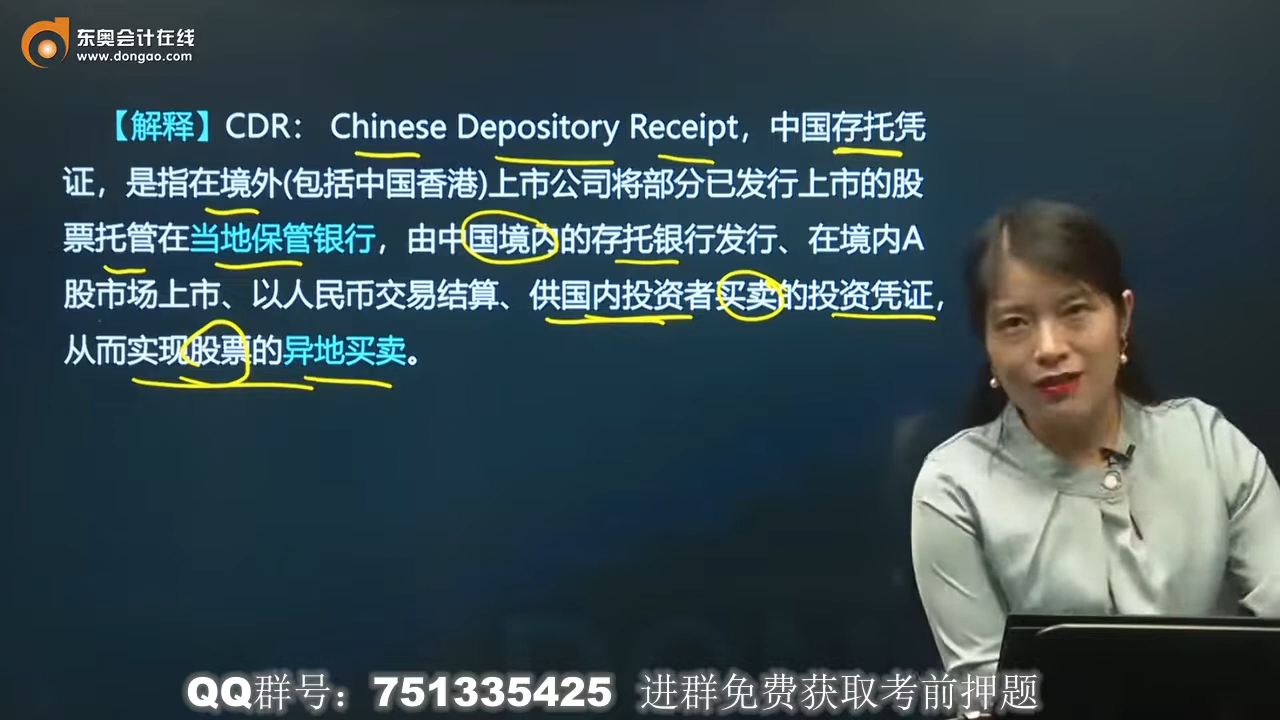 东奥会计在线
www.dongao.com
【解释】CDR： Chinese Depository Receipt，中国存托凭
证，是指在境外(包括中国香港)上市公司将部分已发行上市的股
票托管在当地保管银行，由中国境内的存托银行发行、在境内A
股市场上市、以人民币交易结算、供国内投资者买卖的投资凭证，
从而实现股票的异地买卖。
QQ群号：751335425 进群免费获取考前押题